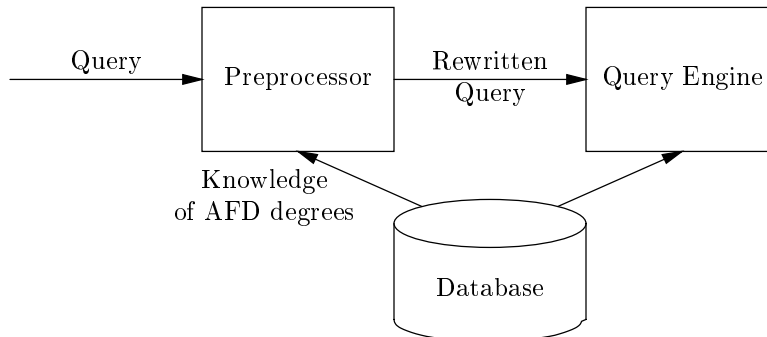 Query
Preprocessor
Rewritten
Query
Query Engine
Knowledge
of AFD degrees
Database